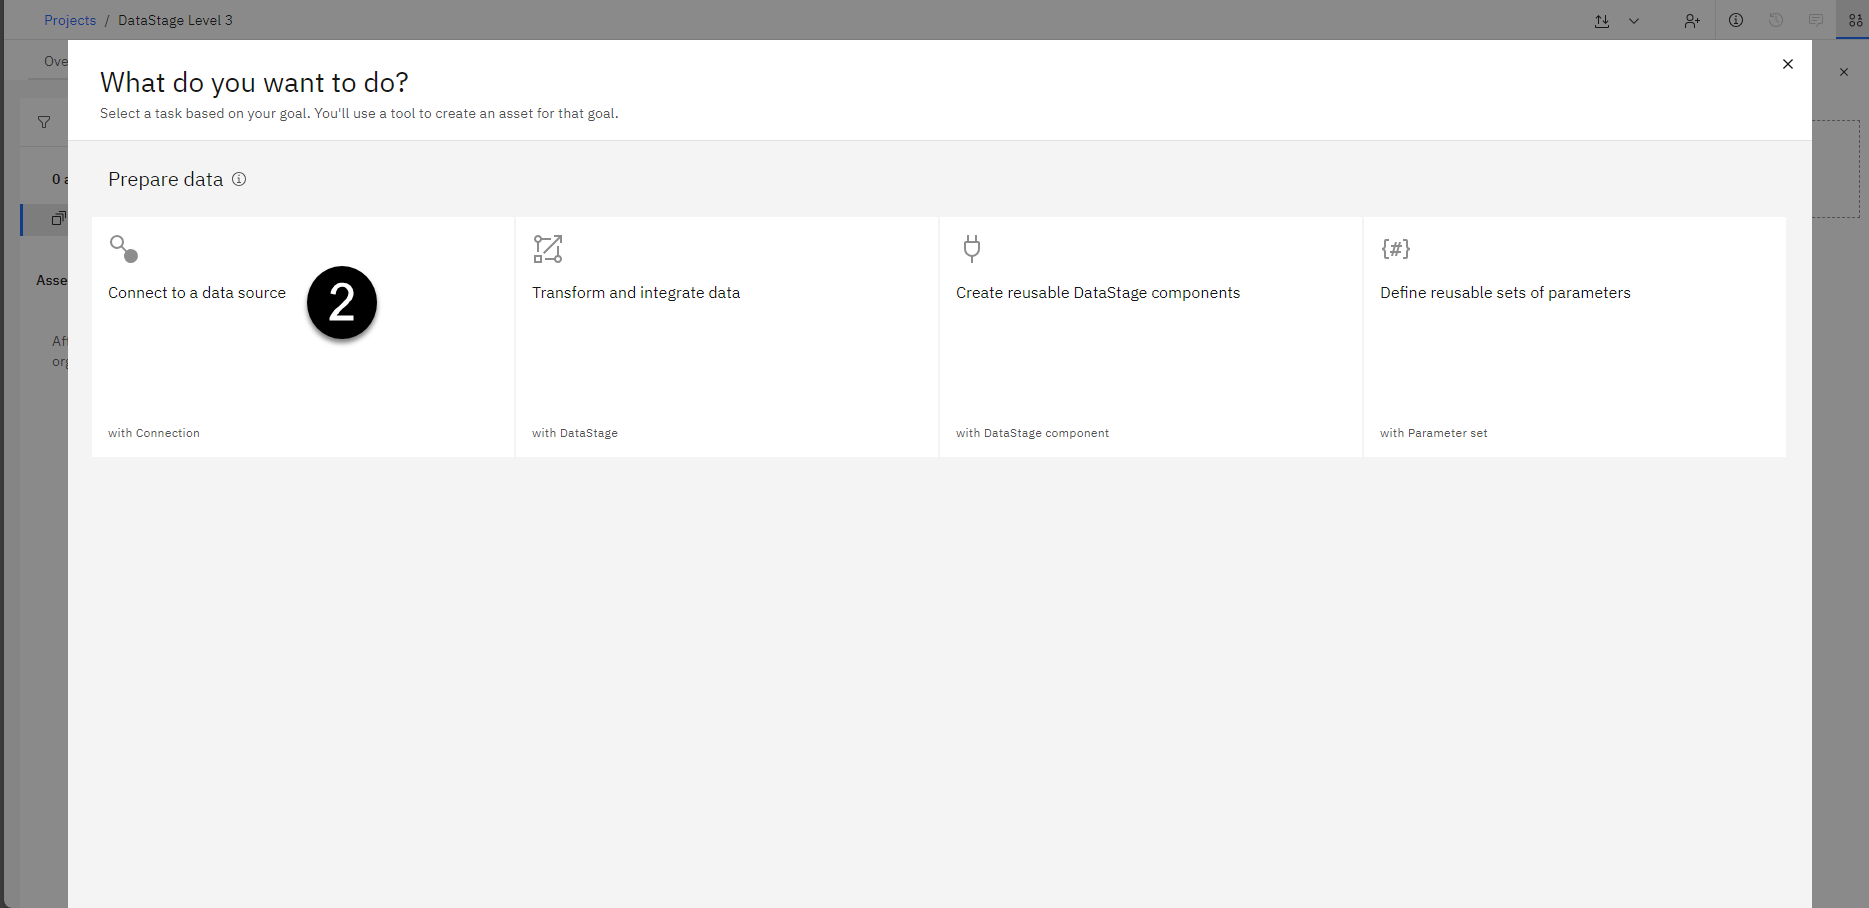 Projects / DataStage Level 3
Ove
What do you want to do?
Select a task based on your goal. You'll use a tool to create an asset for that goal.
Prepare data
0 a
Asse
Aft
org
Connect to a data source
2
with Connection
Transform and integrate data
with DataStage
Create reusable DataStage components
with DataStage component
{#}
Define reusable sets of parameters
with Parameter set